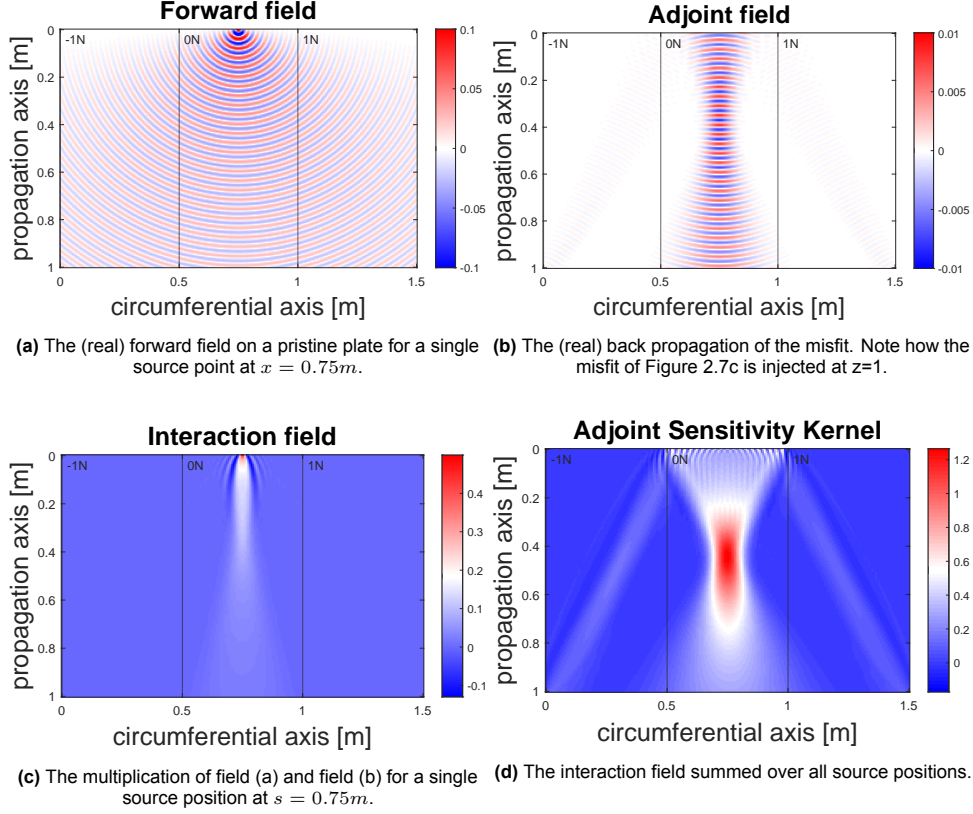 Forward field
-1N 0N 1N
propagation axis [m]
0
0.2
0.4
0.6
0.8
1
0 0.5 1 1.5
circumferential axis [m]
0.1
0.05
0
-0.05
-0.1
(a) The (real) forward field on a pristine plate for a single
source point at x = 0.75m.
Adjoint field
-1N 0N 1N
propagation axis [m]
0
0.2
0.4
0.6
0.8
1
0 0.5 1 1.5
circumferential axis [m]
0.01
0.005
0
-0.005
-0.01
(b) The (real) back propagation of the misfit. Note how the
misfit of Figure 2.7c is injected at z=1.
Interaction field
-1N 0N 1N
propagation axis [m]
0
0.2
0.4
0.6
0.8
1
0 0.5 1 1.5
circumferential axis [m]
0.4
0.3
0.2
0.1
0
-0.1
(c) The multiplication of field (a) and field (b) for a single
source position at s = 0.75m.
Adjoint Sensitivity Kernel
-1N 0N 1N
propagation axis [m]
0
0.2
0.4
0.6
0.8
1
0 0.5 1 1.5
circumferential axis [m]
1.2
1
0.8
0.6
0.4
0.2
0
(d) The interaction field summed over all source positions.